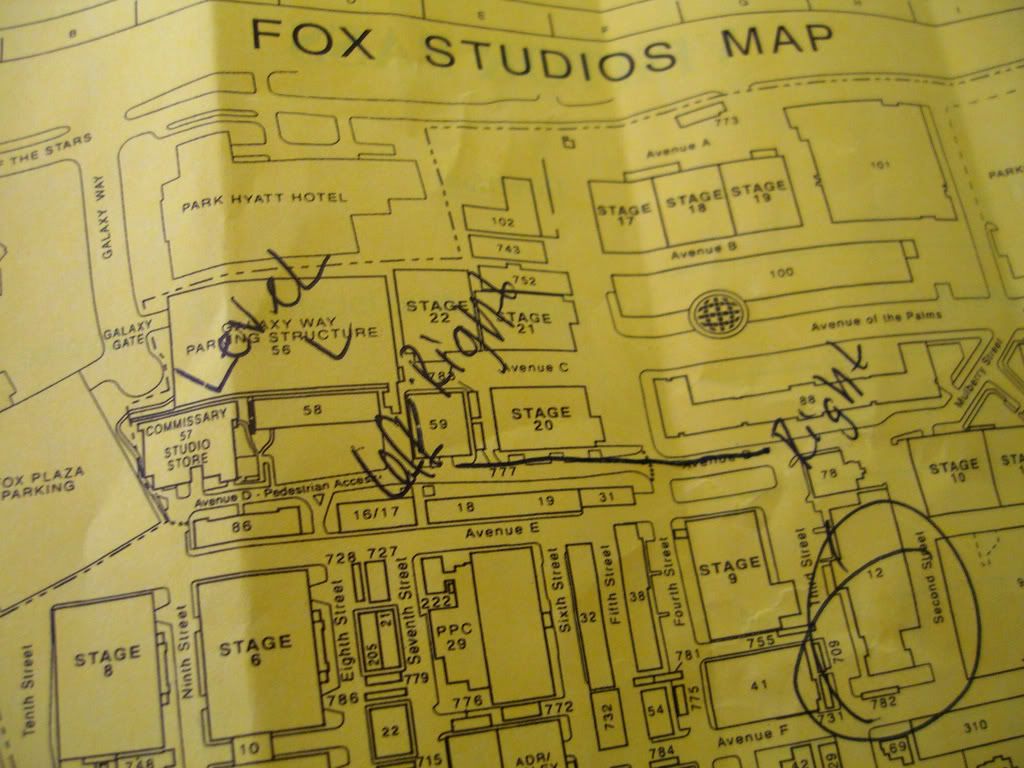 B
E
F
G
H
FOX STUDIOS MAP
OF THE STARS
GALAXY WAY
773
Avenue A
101
PARK
PARK HYATT HOTEL
102
743
STAGE 17
STAGE 18
STAGE 19
Avenue B
752
100
Level
GALAXY WAY
PARKING STRUCTURE
56
GALAXY
GATE
STAGE
22
STAGE
21
Right
Avenue of the Palms
Avenue C
Mulberry Street
88
Right
COMMISSARY
57
STUDIO
STORE
58
59
STAGE
20
Left
777
78
STAGE
10
FOX PLAZA
PARKING
Avenue D - Pedestrian Access
86
16/17
18
19
31
Avenue E
728
727
222
PPC
29
32
38
STAGE
9
12
Tenth Street
STAGE
8
Ninth Street
STAGE
6
Eighth Street
21
205
Seventh Street
Sixth Street
Fifth Street
Fourth Street
Third Street
Second Street
755
709
781
779
786
776
772
732
54
775
41
731
782
10
22
715
784
Avenue F
42
69
310
748
ADR/